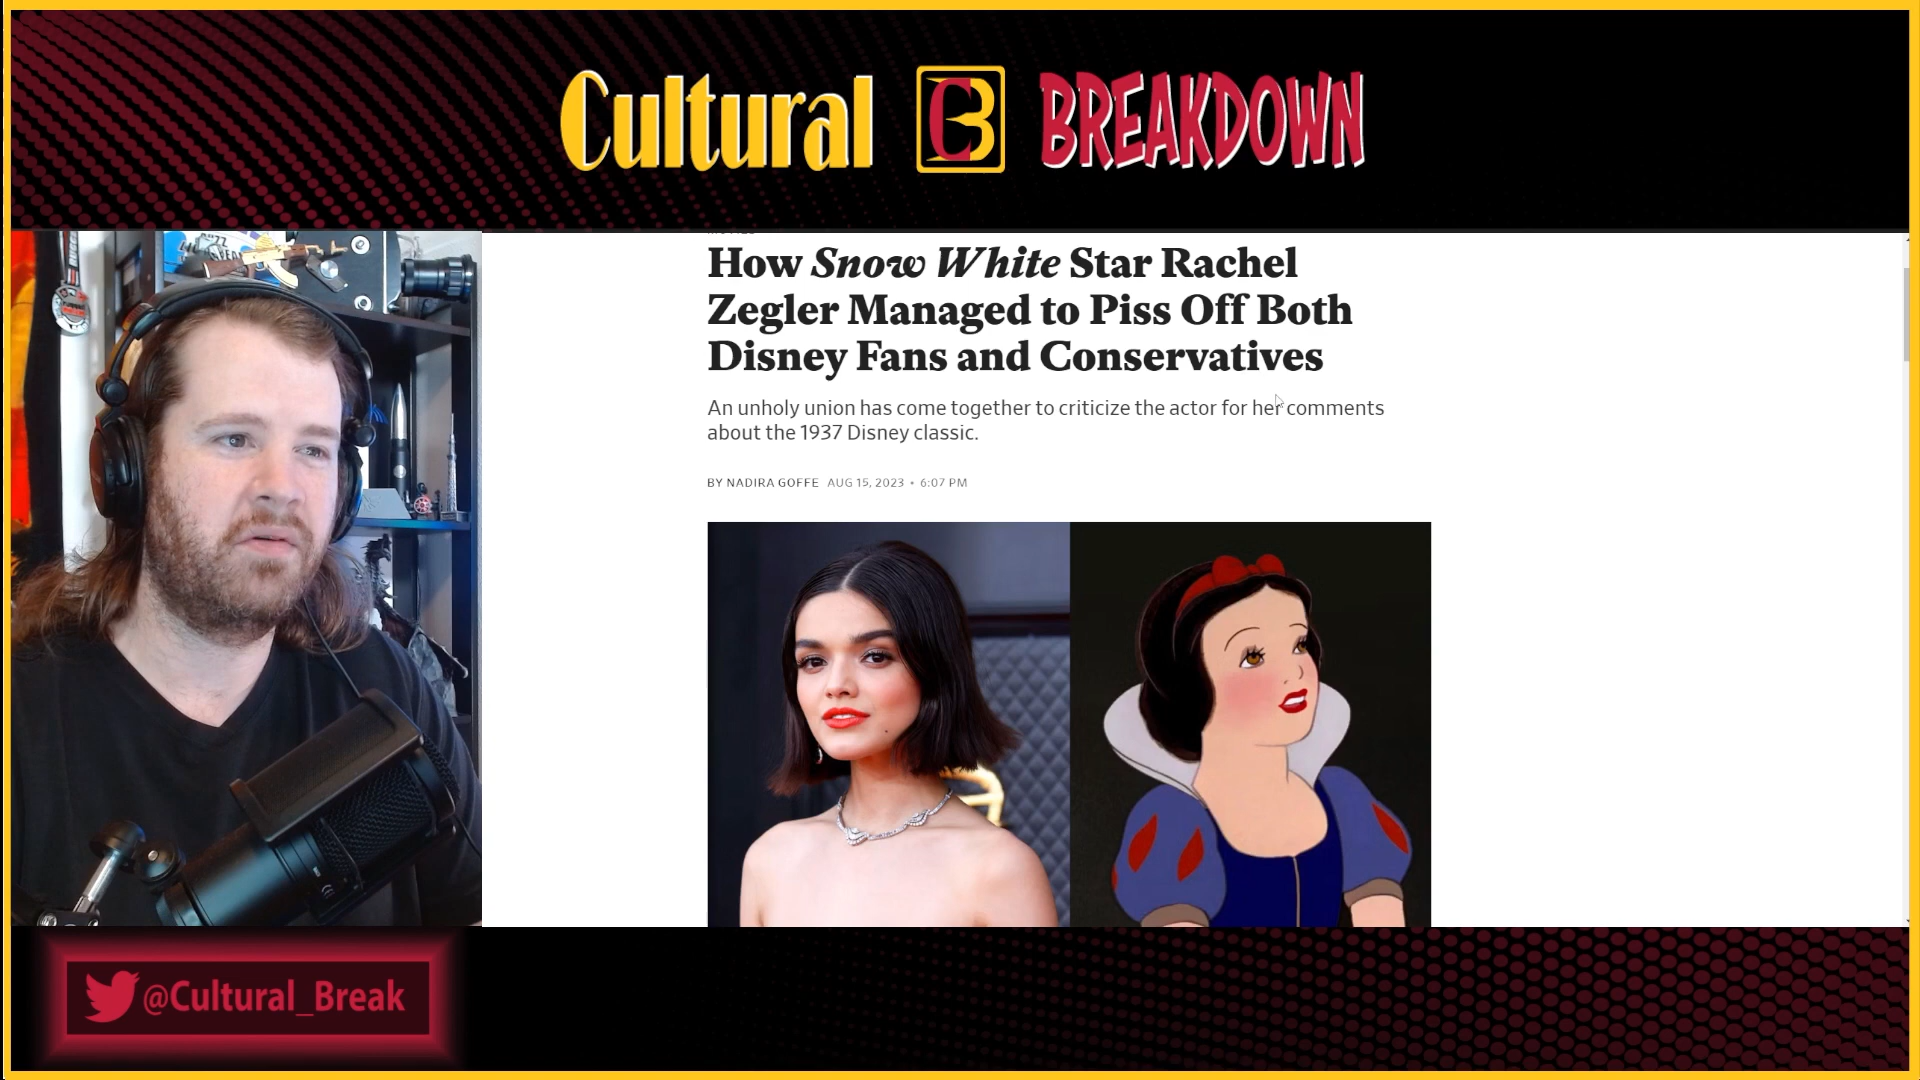 Cultural CB BREAKDOWN
How Snow White Star Rachel
Zegler Managed to Piss Off Both
Disney Fans and Conservatives
An unholy union has come together to criticize the actor for her comments
about the 1937 Disney classic.
BY NADIRA GOFFE AUG 15, 2023 • 6:07 PM
@Cultural_Break